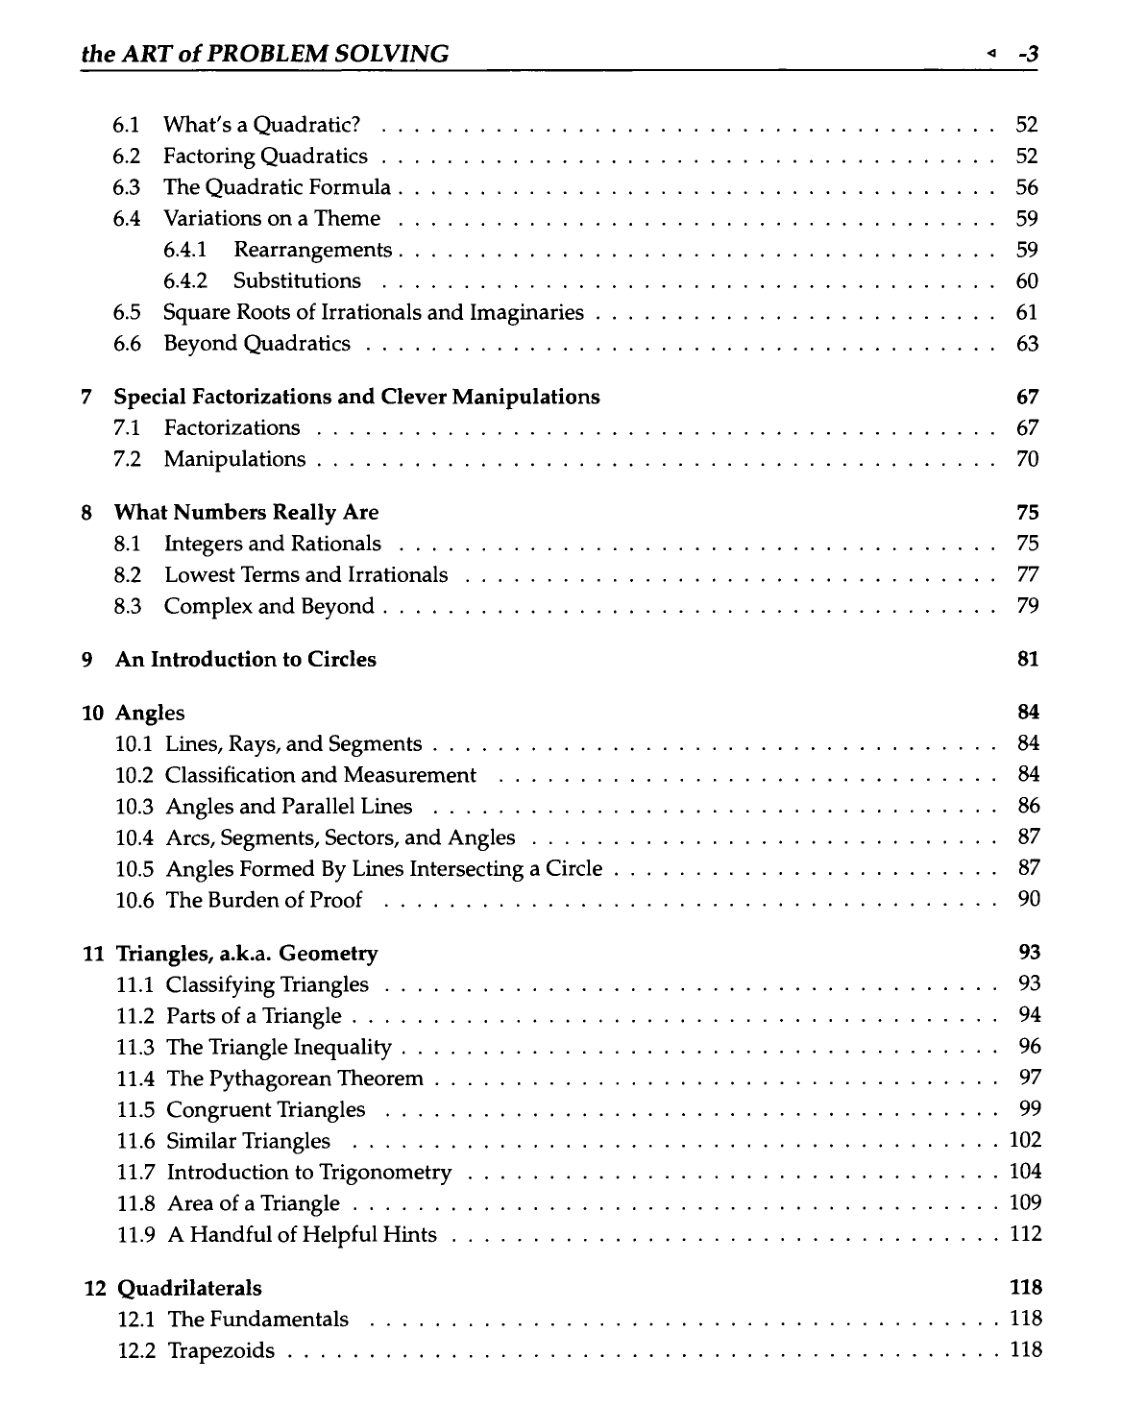 the ART of PROBLEM SOLVING ◃ -3
6.1 What's a Quadratic? . . . . . . . . . . . . . . . . . . . . . . . . . . . . . . . . . . . . . . 52
6.2 Factoring Quadratics . . . . . . . . . . . . . . . . . . . . . . . . . . . . . . . . . . . . . . 52
6.3 The Quadratic Formula . . . . . . . . . . . . . . . . . . . . . . . . . . . . . . . . . . . . . 56
6.4 Variations on a Theme . . . . . . . . . . . . . . . . . . . . . . . . . . . . . . . . . . . . . 59
6.4.1 Rearrangements . . . . . . . . . . . . . . . . . . . . . . . . . . . . . . . . . . . . . 59
6.4.2 Substitutions . . . . . . . . . . . . . . . . . . . . . . . . . . . . . . . . . . . . . . 60
6.5 Square Roots of Irrationals and Imaginaries . . . . . . . . . . . . . . . . . . . . . . . . . 61
6.6 Beyond Quadratics . . . . . . . . . . . . . . . . . . . . . . . . . . . . . . . . . . . . . . . 63
7 Special Factorizations and Clever Manipulations 67
7.1 Factorizations . . . . . . . . . . . . . . . . . . . . . . . . . . . . . . . . . . . . . . . . . . 67
7.2 Manipulations . . . . . . . . . . . . . . . . . . . . . . . . . . . . . . . . . . . . . . . . . . 70
8 What Numbers Really Are 75
8.1 Integers and Rationals . . . . . . . . . . . . . . . . . . . . . . . . . . . . . . . . . . . . . 75
8.2 Lowest Terms and Irrationals . . . . . . . . . . . . . . . . . . . . . . . . . . . . . . . . . 77
8.3 Complex and Beyond . . . . . . . . . . . . . . . . . . . . . . . . . . . . . . . . . . . . . . 79
9 An Introduction to Circles 81
10 Angles 84
10.1 Lines, Rays, and Segments . . . . . . . . . . . . . . . . . . . . . . . . . . . . . . . . . . . 84
10.2 Classification and Measurement . . . . . . . . . . . . . . . . . . . . . . . . . . . . . . . 84
10.3 Angles and Parallel Lines . . . . . . . . . . . . . . . . . . . . . . . . . . . . . . . . . . . 86
10.4 Arcs, Segments, Sectors, and Angles . . . . . . . . . . . . . . . . . . . . . . . . . . . . . 87
10.5 Angles Formed By Lines Intersecting a Circle . . . . . . . . . . . . . . . . . . . . . . . . 87
10.6 The Burden of Proof . . . . . . . . . . . . . . . . . . . . . . . . . . . . . . . . . . . . . . 90
11 Triangles, a.k.a. Geometry 93
11.1 Classifying Triangles . . . . . . . . . . . . . . . . . . . . . . . . . . . . . . . . . . . . . . 93
11.2 Parts of a Triangle . . . . . . . . . . . . . . . . . . . . . . . . . . . . . . . . . . . . . . . . 94
11.3 The Triangle Inequality . . . . . . . . . . . . . . . . . . . . . . . . . . . . . . . . . . . . . 96
11.4 The Pythagorean Theorem . . . . . . . . . . . . . . . . . . . . . . . . . . . . . . . . . . . 97
11.5 Congruent Triangles . . . . . . . . . . . . . . . . . . . . . . . . . . . . . . . . . . . . . . 99
11.6 Similar Triangles . . . . . . . . . . . . . . . . . . . . . . . . . . . . . . . . . . . . . . . . 102
11.7 Introduction to Trigonometry . . . . . . . . . . . . . . . . . . . . . . . . . . . . . . . . . 104
11.8 Area of a Triangle . . . . . . . . . . . . . . . . . . . . . . . . . . . . . . . . . . . . . . . . 109
11.9 A Handful of Helpful Hints . . . . . . . . . . . . . . . . . . . . . . . . . . . . . . . . . . 112
12 Quadrilaterals 118
12.1 The Fundamentals . . . . . . . . . . . . . . . . . . . . . . . . . . . . . . . . . . . . . . . 118
12.2 Trapezoids . . . . . . . . . . . . . . . . . . . . . . . . . . . . . . . . . . . . . . . . . . . . 118